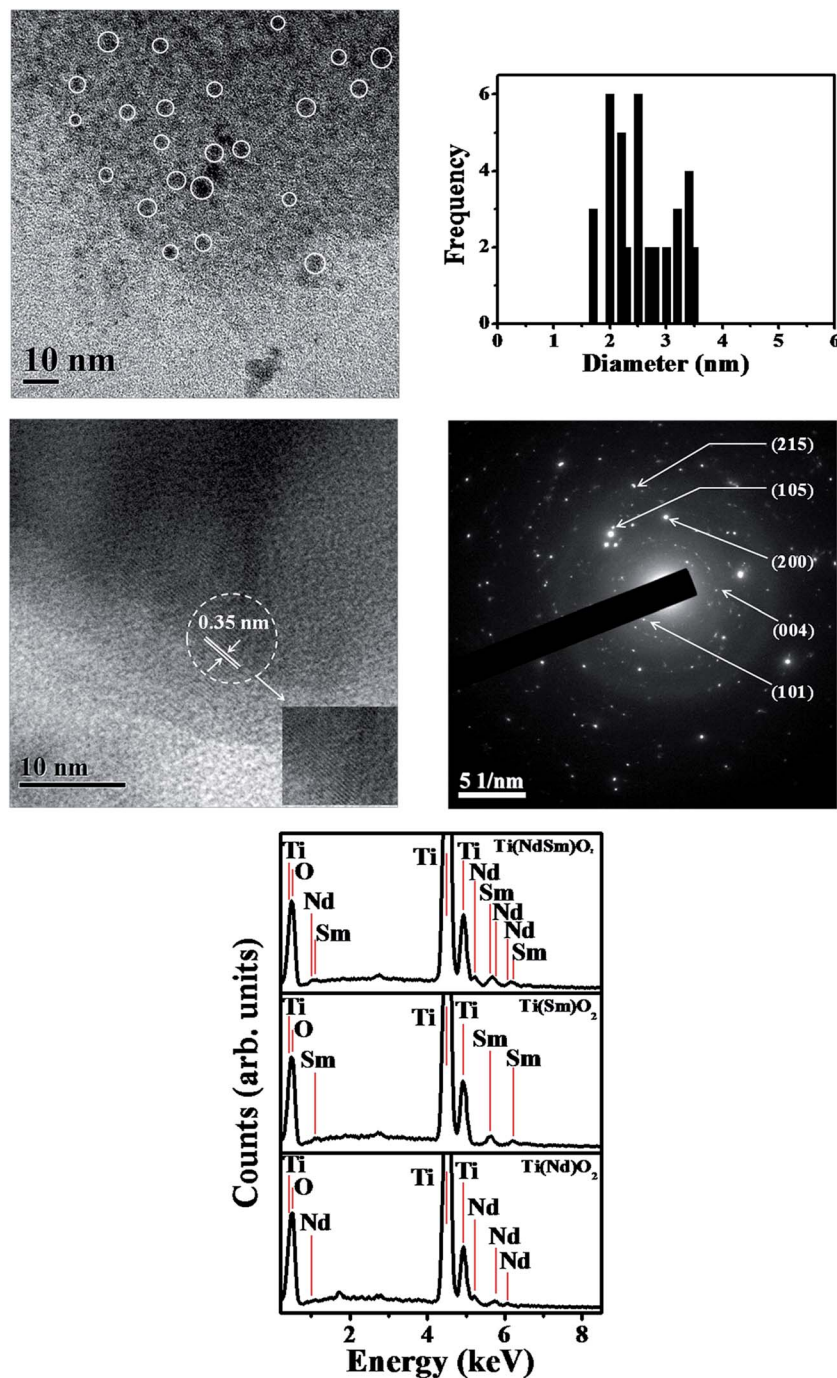 10 nm
6
4
2
0
Frequency
0 1 2 3 4 5 6
Diameter (nm)
0.35 nm
10 nm
(215)
(105)
(200)
(004)
(101)
5 1/nm
Counts (arb. units)
Ti(NdSm)O₂
Ti
O
Nd
Sm
Ti
Ti
Nd
Sm
Nd
Nd
Sm
Ti(Sm)O₂
Ti
O
Sm
Ti
Ti
Sm
Sm
Ti(Nd)O₂
Ti
O
Nd
Ti
Ti
Nd
Nd
Nd
2 4 6 8
Energy (keV)